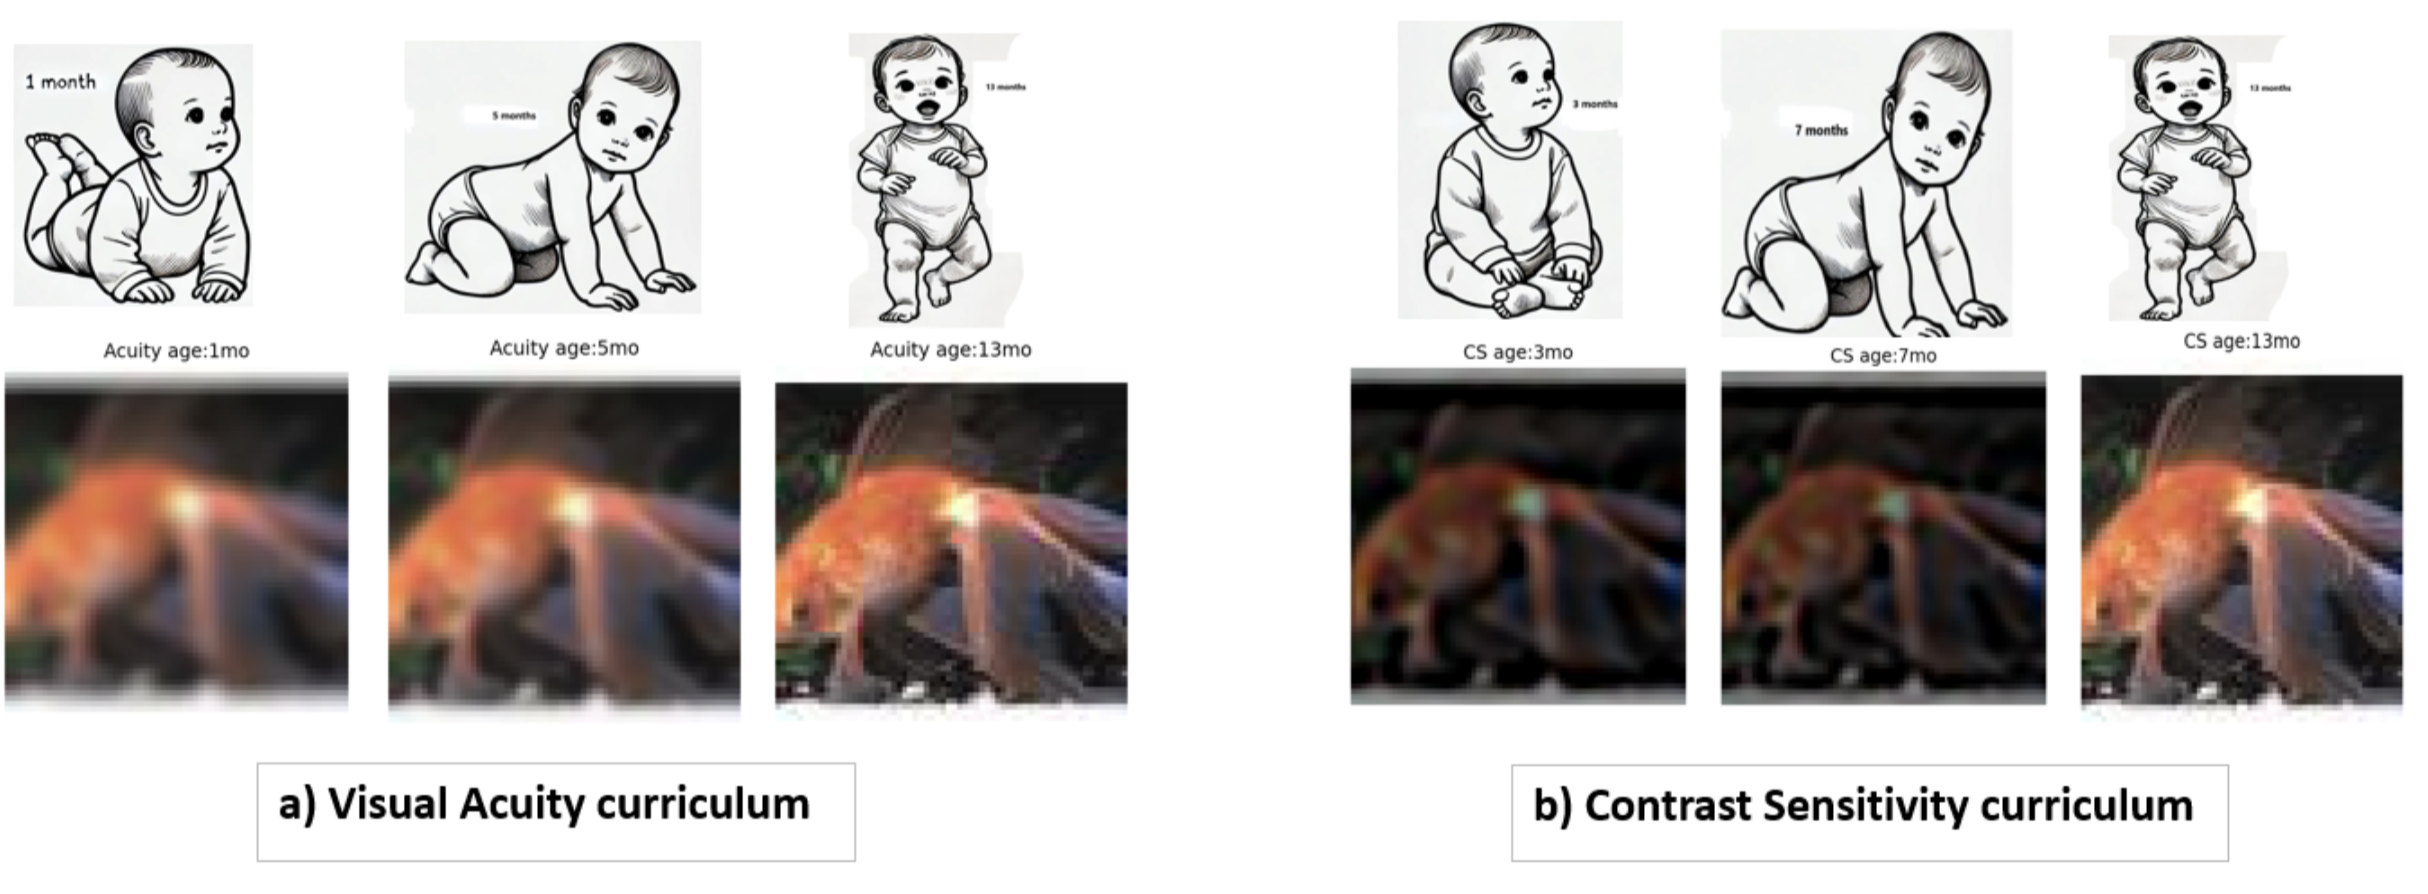 1 month
5 months
13 months
3 months
7 months
13 months
Acuity age:1mo
Acuity age:5mo
Acuity age:13mo
CS age:3mo
CS age:7mo
CS age:13mo
a) Visual Acuity curriculum
b) Contrast Sensitivity curriculum